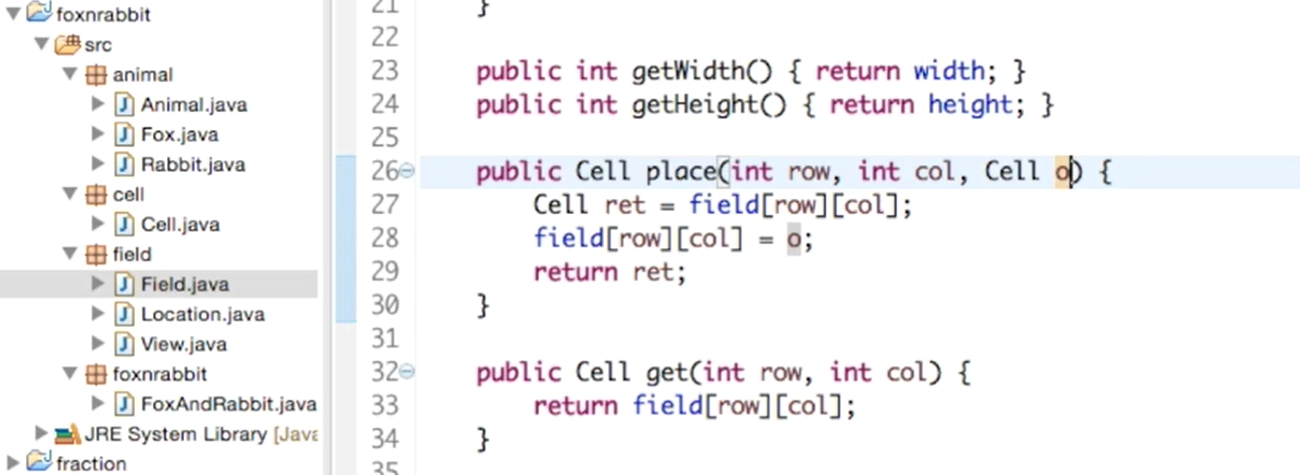 foxnrabbit
src
animal
Animal.java
Fox.java
Rabbit.java
cell
Cell.java
field
Field.java
Location.java
View.java
foxnrabbit
FoxAndRabbit.java
JRE System Library [Java
fraction
21 }
22
23 public int getWidth() { return width; }
24 public int getHeight() { return height; }
25
26 public Cell place(int row, int col, Cell o) {
27 Cell ret = field[row][col];
28 field[row][col] = o;
29 return ret;
30 }
31
32 public Cell get(int row, int col) {
33 return field[row][col];
34 }
35